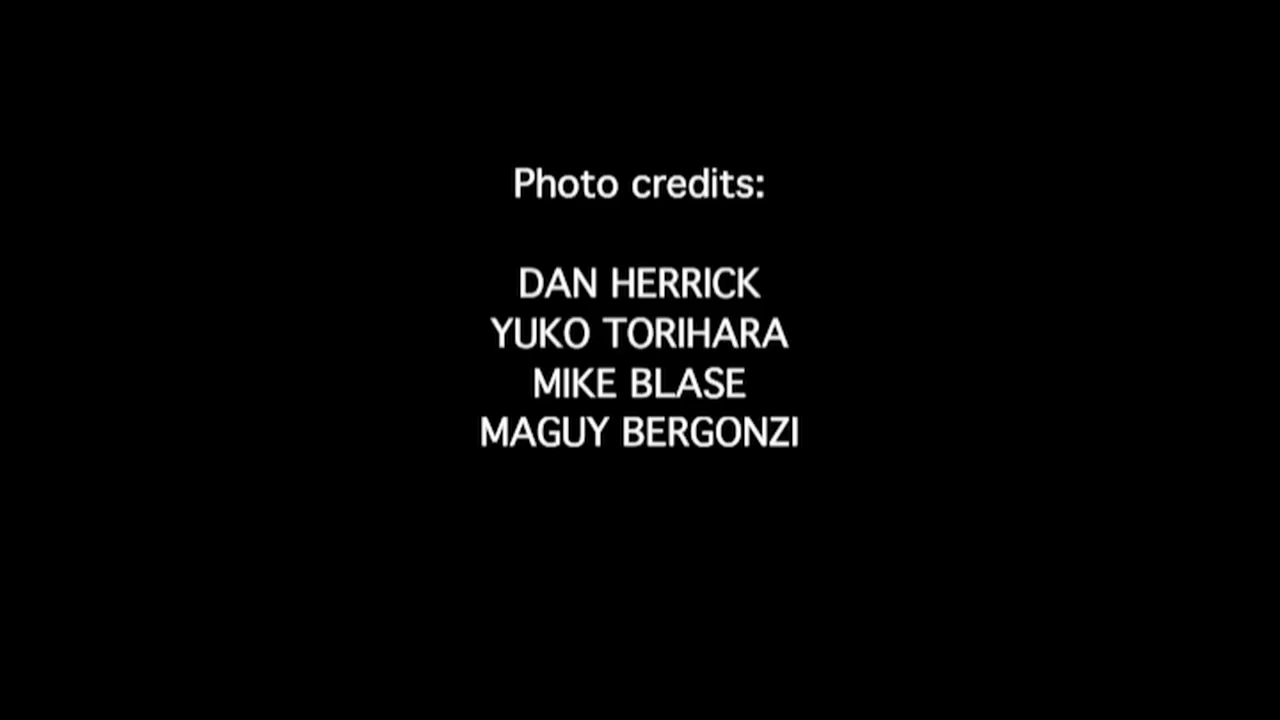 Photo credits:
DAN HERRICK
YUKO TORIHARA
MIKE BLASE
MAGUY BERGONZI